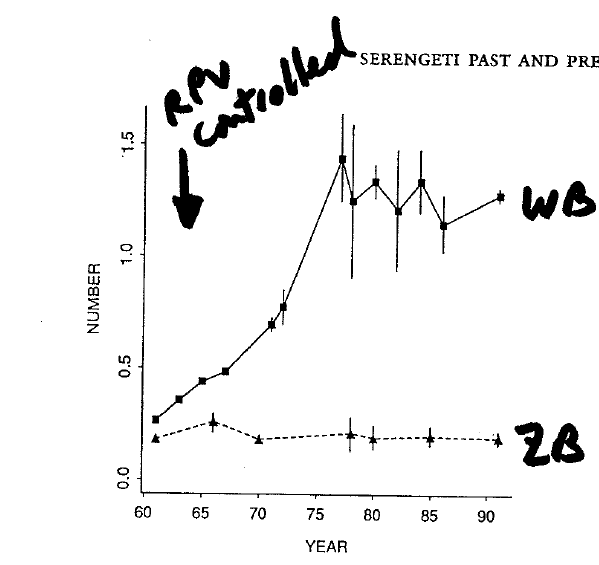 SERENGETI PAST AND PRE
RPV
controlled
1.5
WB
1.0
NUMBER
0.5
ZB
0.0
60 65 70 75 80 85 90
YEAR